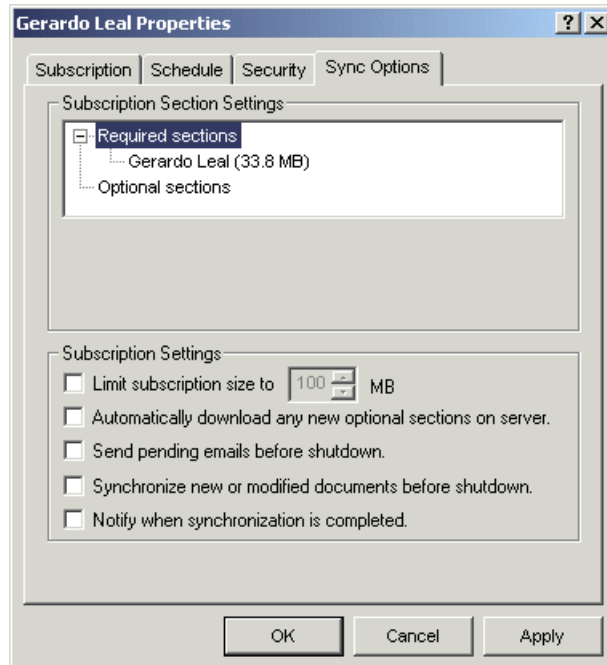 Gerardo Leal Properties
Subscription Schedule Security Sync Options
Subscription Section Settings
Required sections
Gerardo Leal (33.8 MB)
Optional sections
Subscription Settings
Limit subscription size to 100 MB
Automatically download any new optional sections on server.
Send pending emails before shutdown.
Synchronize new or modified documents before shutdown.
Notify when synchronization is completed.
OK Cancel Apply